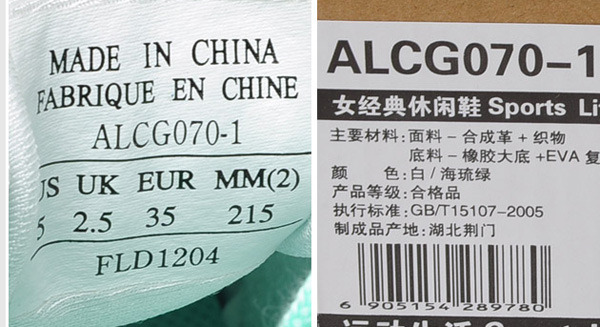 MADE IN CHINA
FABRIQUE EN CHINE
ALCG070-1
US UK EUR MM(2)
5 2.5 35 215
FLD1204
ALCG070-1
女经典休闲鞋 Sports
主要材料:面料-合成革+织物
底料-橡胶大底+EVA
颜 色:白/海琉绿
产品等级:合格品
执行标准:GB/T15107-2005
制成品产地:湖北荆门
6 905154 289780